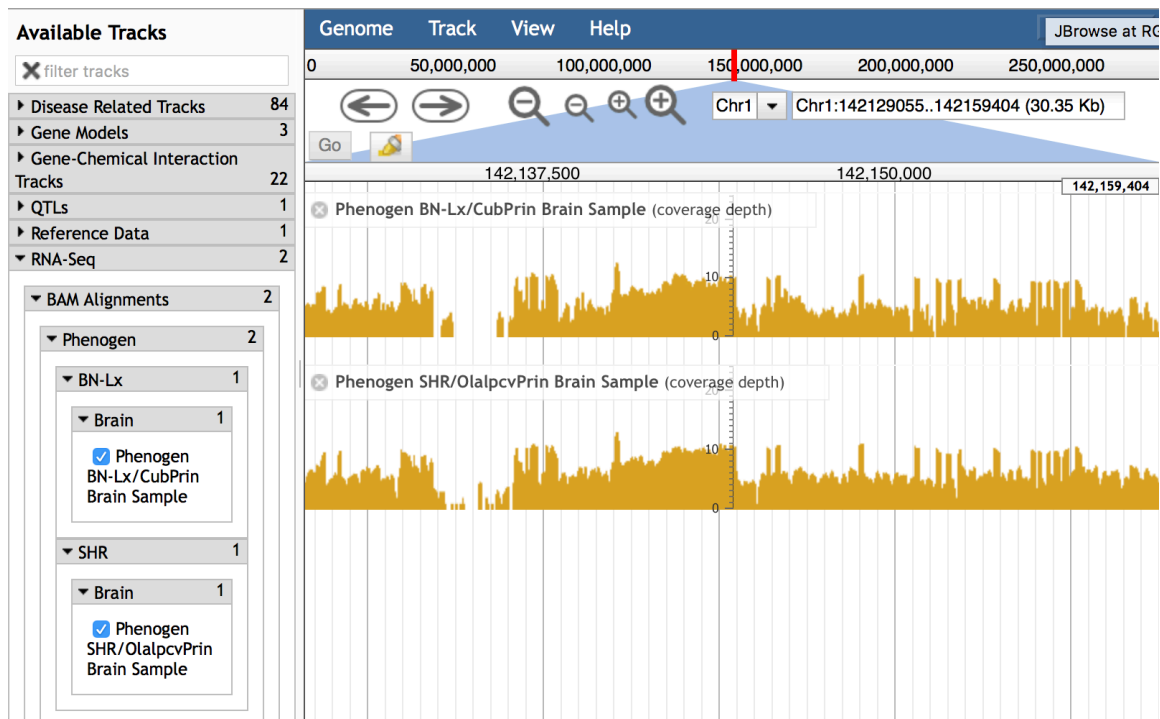 Available Tracks
filter tracks
Disease Related Tracks 84
Gene Models 3
Gene-Chemical Interaction
Tracks 22
QTLs 1
Reference Data 1
RNA-Seq 2
BAM Alignments 2
Phenogen 2
BN-Lx 1
Brain 1
Phenogen
BN-Lx/CubPrin
Brain Sample
SHR 1
Brain 1
Phenogen
SHR/OlalpcvPrin
Brain Sample
Genome Track View Help
JBrowse at RG
0 50,000,000 100,000,000 150,000,000 200,000,000 250,000,000
Chr1 Chr1:142129055..142159404 (30.35 Kb)
Go
142,137,500 142,150,000
142,159,404
Phenogen BN-Lx/CubPrin Brain Sample (coverage depth)
20
10
0
Phenogen SHR/OlalpcvPrin Brain Sample (coverage depth)
20
10
0